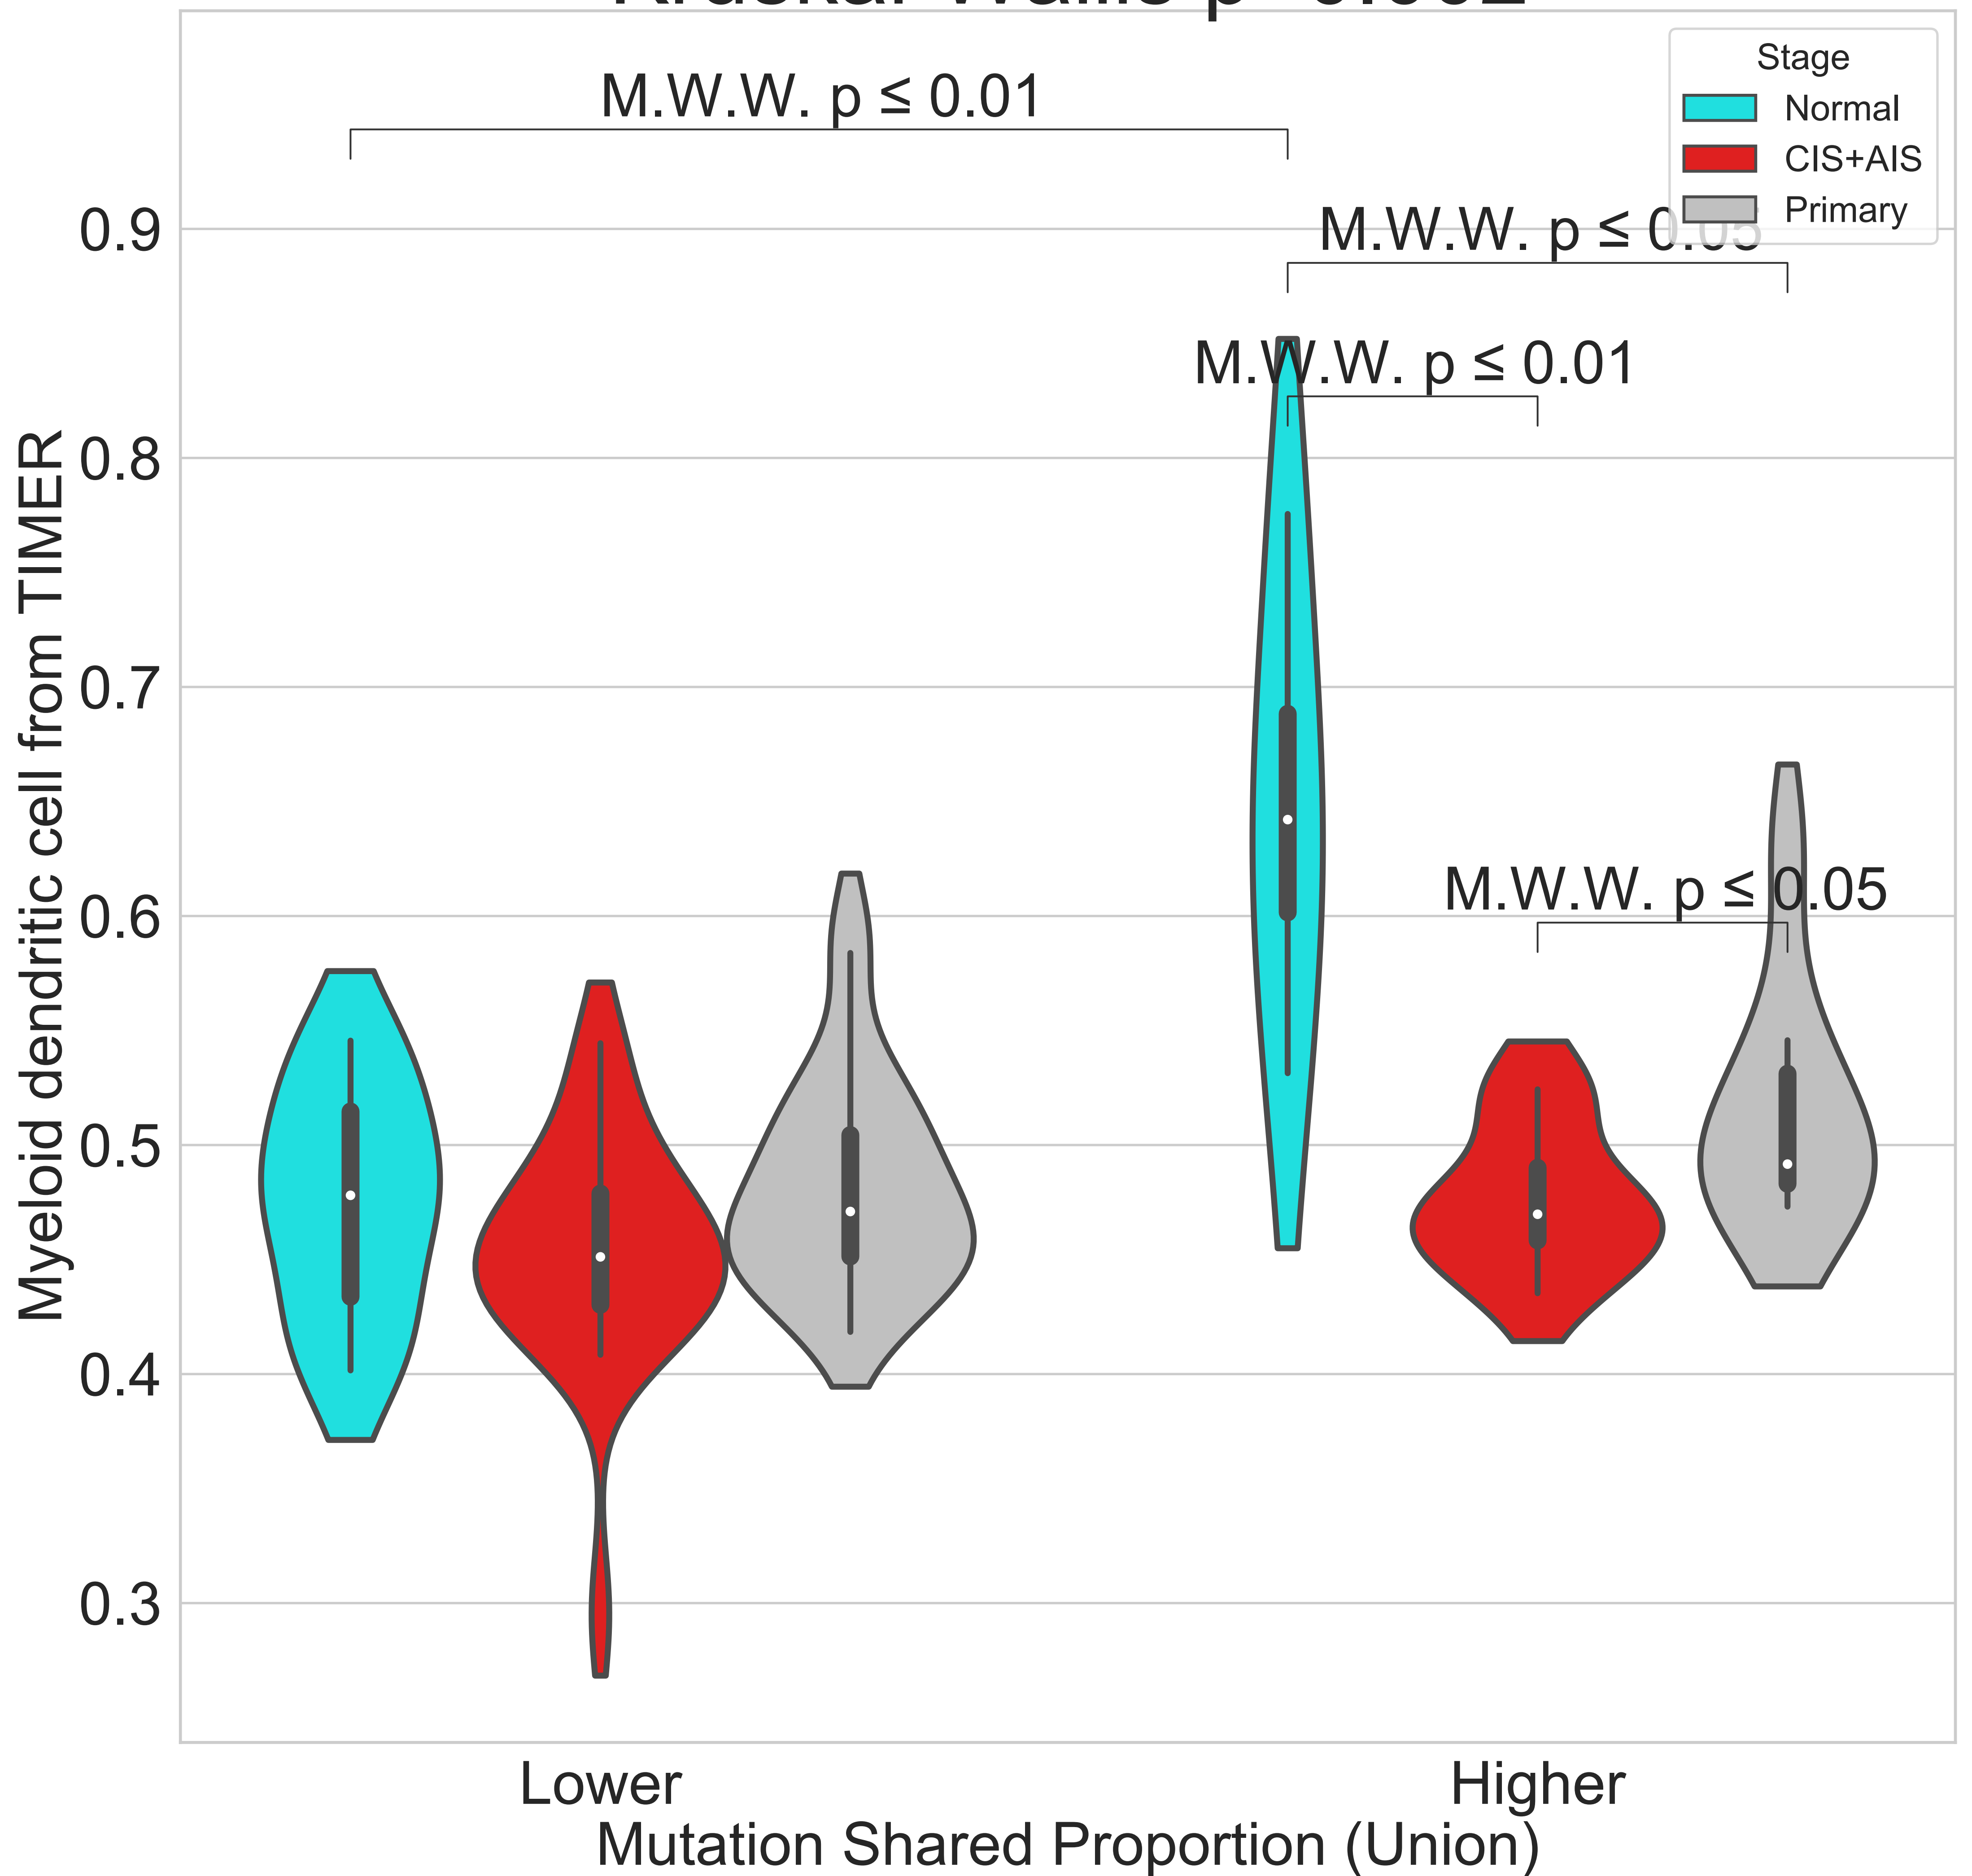 M.W.W. p ≤ 0.01
Stage
Normal
CIS+AIS
Primary
M.W.W. p ≤ 0.05
M.W.W. p ≤ 0.01
M.W.W. p ≤ 0.05
0.9
0.8
0.7
0.6
0.5
0.4
0.3
Myeloid dendritic cell from TIMER
Lower
Higher
Mutation Shared Proportion (Union)